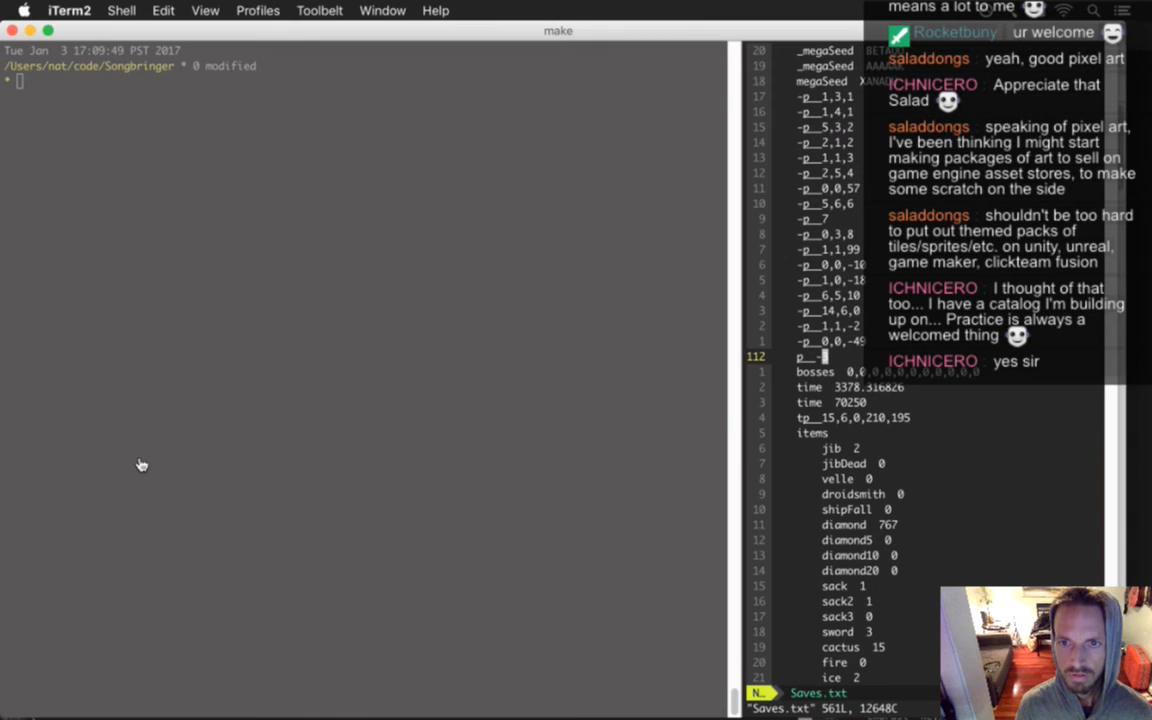 iTerm2 Shell Edit View Profiles Toolbelt Window Help
make
Tue Jan 3 17:09:49 PST 2017
/Users/nat/code/Songbringer * 0 modified
*
20 _megaSeed BETADU
19 _megaSeed AAAAAK
18 megaSeed XANADU
17 -p__1,3,1
16 -p__1,4,1
15 -p__5,3,2
14 -p__2,1,2
13 -p__1,1,3
12 -p__2,5,4
11 -p__0,0,57
10 -p__5,6,6
9 -p__7
8 -p__0,3,8
7 -p__1,1,99
6 -p__0,0,-10
5 -p__1,0,-18
4 -p__6,5,10
3 -p__14,6,0
2 -p__1,1,-2
1 -p__0,0,-49
112 p__-
1 bosses 0,0,0,0,0,0,0,0,0,0,0
2 time 3378.316826
3 time 70250
4 tp__15,6,0,210,195
5 items
6 jib 2
7 jibDead 0
8 velle 0
9 droidsmith 0
10 shipFall 0
11 diamond 767
12 diamond5 0
13 diamond10 0
14 diamond20 0
15 sack 1
16 sack2 1
17 sack3 0
18 sword 3
19 cactus 15
20 fire 0
21 ice 2
N... Saves.txt
"Saves.txt" 561L, 12648C
means a lot to me
Rocketbuny ur welcome
saladdongs : yeah, good pixel art
ICHNICERO : Appreciate that
Salad
saladdongs : speaking of pixel art,
I've been thinking I might start
making packages of art to sell on
game engine asset stores, to make
some scratch on the side
saladdongs : shouldn't be too hard
to put out themed packs of
tiles/sprites/etc. on unity, unreal,
game maker, clickteam fusion
ICHNICERO : I thought of that
too... I have a catalog I'm building
up on... Practice is always a
welcomed thing
ICHNICERO : yes sir